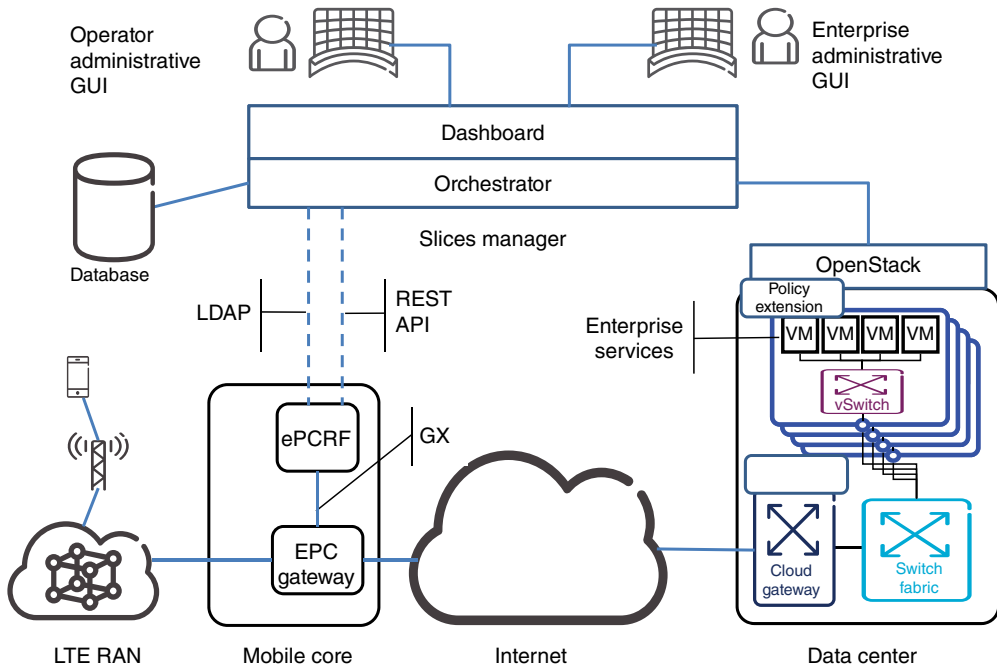 Operator
administrative
GUI
Enterprise
administrative
GUI
Dashboard
Orchestrator
Slices manager
Database
OpenStack
Policy
extension
LDAP
REST
API
Enterprise
services
VM VM VM VM
vSwitch
ePCRF
GX
EPC
gateway
Cloud
gateway
Switch
fabric
LTE RAN
Mobile core
Internet
Data center